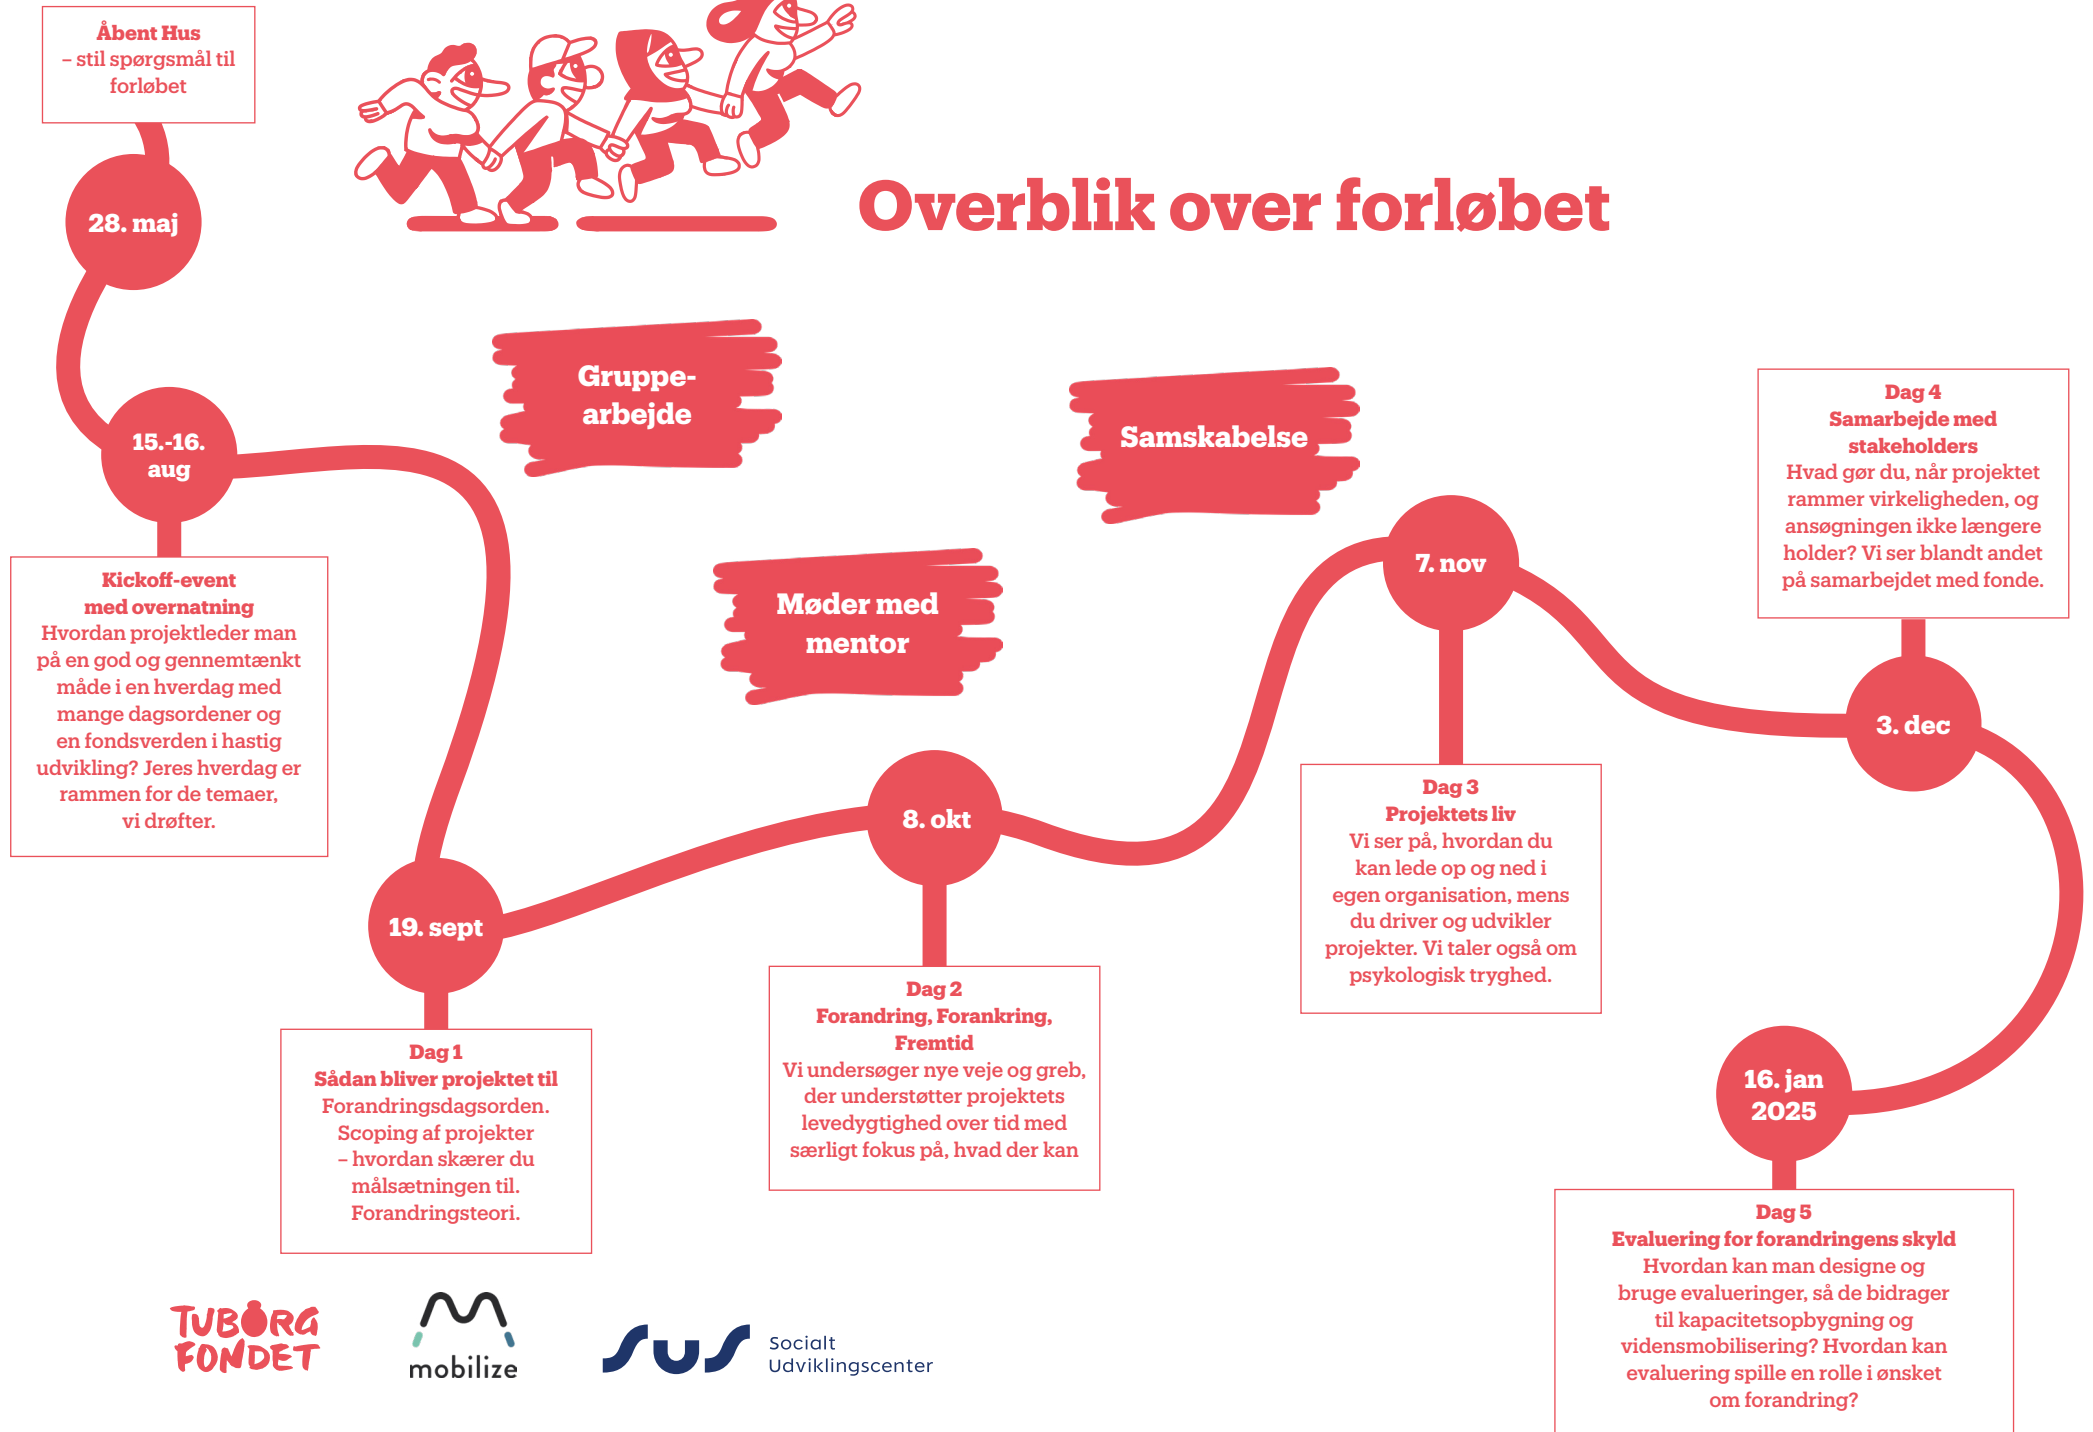 Åbent Hus
– stil spørgsmål til
forløbet
28. maj
Overblik over forløbet
15.-16.
aug
Kickoff-event
med overnatning
Hvordan projektleder man
på en god og gennemtænkt
måde i en hverdag med
mange dagsordener og
en fondsverden i hastig
udvikling? Jeres hverdag er
rammen for de temaer,
vi drøfter.
Gruppe-
arbejde
Møder med
mentor
Samskabelse
19. sept
Dag 1
Sådan bliver projektet til
Forandringsdagsorden.
Scoping af projekter
– hvordan skærer du
målsætningen til.
Forandringsteori.
8. okt
Dag 2
Forandring, Forankring,
Fremtid
Vi undersøger nye veje og greb,
der understøtter projektets
levedygtighed over tid med
særligt fokus på, hvad der kan
7. nov
Dag 3
Projektets liv
Vi ser på, hvordan du
kan lede op og ned i
egen organisation, mens
du driver og udvikler
projekter. Vi taler også om
psykologisk tryghed.
Dag 4
Samarbejde med
stakeholders
Hvad gør du, når projektet
rammer virkeligheden, og
ansøgningen ikke længere
holder? Vi ser blandt andet
på samarbejdet med fonde.
3. dec
16. jan
2025
Dag 5
Evaluering for forandringens skyld
Hvordan kan man designe og
bruge evalueringer, så de bidrager
til kapacitetsopbygning og
vidensmobilisering? Hvordan kan
evaluering spille en rolle i ønsket
om forandring?
TUBORG
FONDET
mobilize
SUS
Socialt
Udviklingscenter